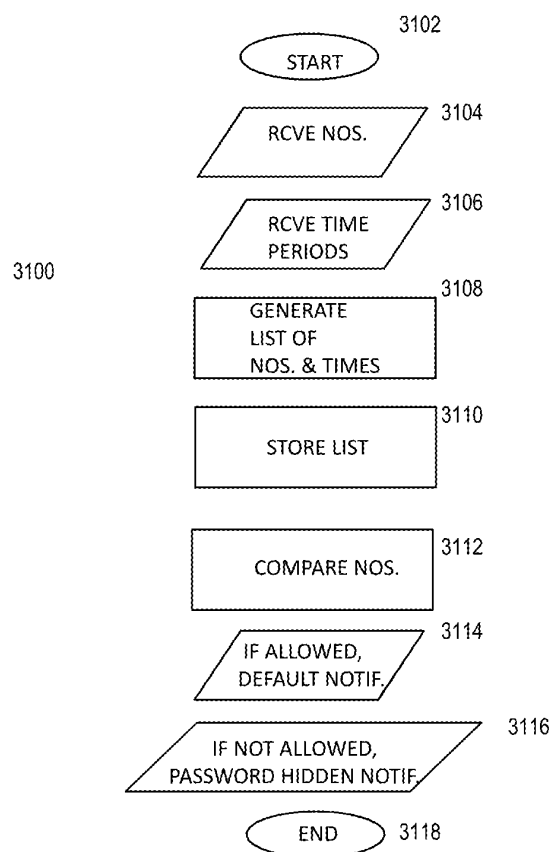 3102
START
3104
RCVE NOS.
3106
RCVE TIME
PERIODS
3100
3108
GENERATE
LIST OF
NOS. & TIMES
3110
STORE LIST
3112
COMPARE NOS.
3114
IF ALLOWED,
DEFAULT NOTIF.
3116
IF NOT ALLOWED,
PASSWORD HIDDEN NOTIF.
END
3118